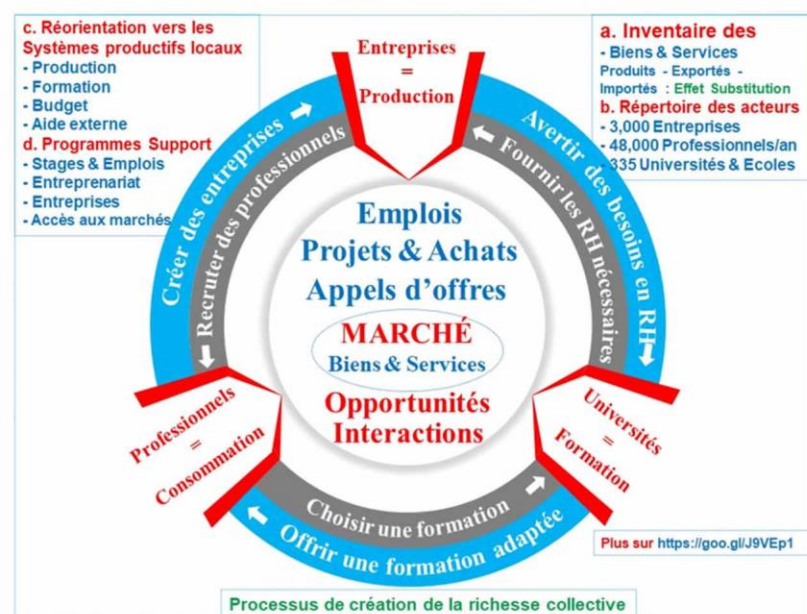 c. Réorientation vers les
Systèmes productifs locaux
- Production
- Formation
- Budget
- Aide externe
d. Programmes Support
- Stages & Emplois
- Entreprenariat
- Entreprises
- Accès aux marchés
Entreprises
=
Production
a. Inventaire des
- Biens & Services
Produits - Exportés -
Importés : Effet Substitution
b. Répertoire des acteurs
- 3,000 Entreprises
- 48,000 Professionnels/an
- 335 Universités & Ecoles
Créer des entreprises
Recruter des professionnels
Avertir des besoins en RH
Fournir les RH nécessaires
Emplois
Projets & Achats
Appels d’offres
MARCHÉ
Biens & Services
Opportunités
Interactions
Professionnels
=
Consommation
Universités
=
Formation
Choisir une formation
Offrir une formation adaptée
Plus sur https://goo.gl/J9VEp1
Processus de création de la richesse collective